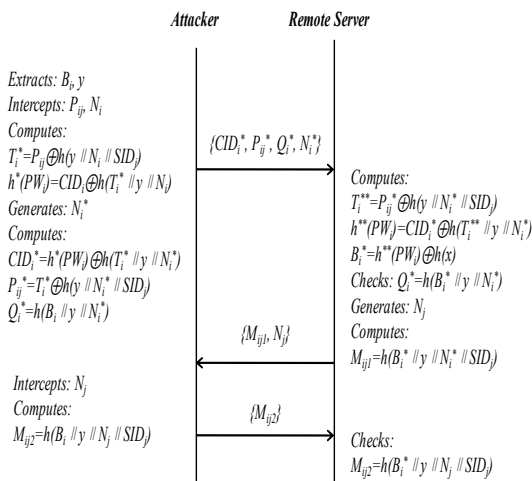 Attacker
Remote Server
Extracts: B_i, y
Intercepts: P_ij, N_i
Computes:
T_i^*=P_ij⊕h(y // N_i // SID_j)
h^*(PW_i)=CID_i⊕h(T_i^* // y // N_i)
Generates: N_i^*
Computes:
CID_i^*=h^*(PW_i)⊕h(T_i^* // y // N_i^*)
P_ij^*=T_i^*⊕h(y // N_i^* // SID_j)
Q_i^*=h(B_i // y // N_i^*)
{CID_i^*, P_ij^*, Q_i^*, N_i^*}
Computes:
T_i^**=P_ij^*⊕h(y // N_i^* // SID_j)
h^**(PW_i)=CID_i^*⊕h(T_i^** // y // N_i^*)
B_i^*=h^**(PW_i)⊕h(x)
Checks: Q_i^*=h(B_i^* // y // N_i^*)
Generates: N_j
Computes:
M_ij1=h(B_i^* // y // N_i^* // SID_j)
{M_ij1, N_j}
Intercepts: N_j
Computes:
M_ij2=h(B_i // y // N_j // SID_j)
{M_ij2}
Checks:
M_ij2=h(B_i^* // y // N_j // SID_j)